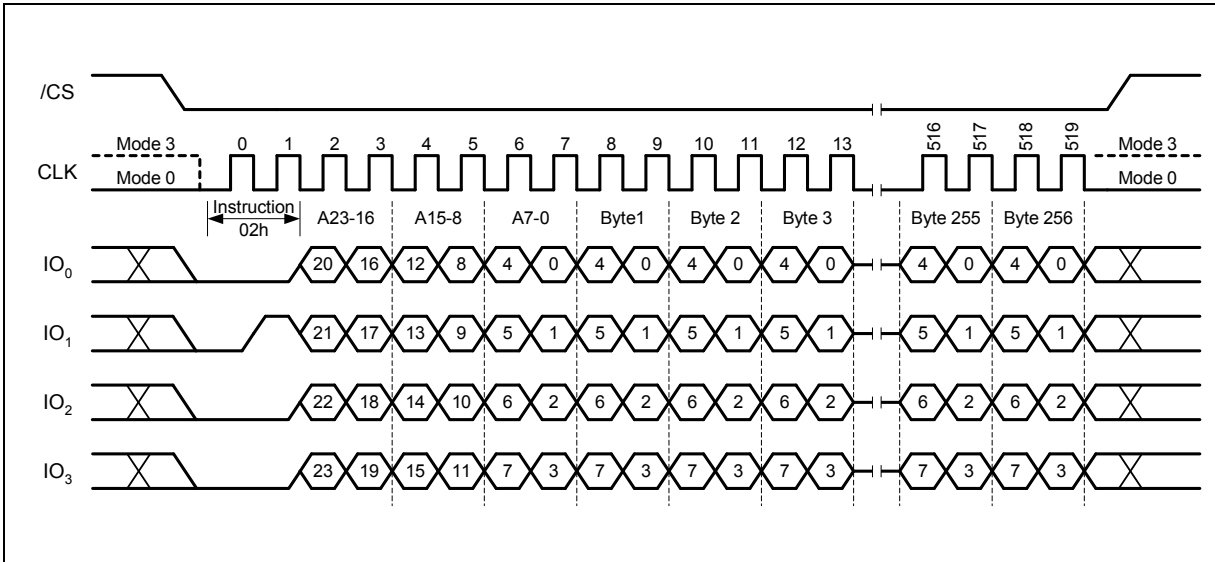 /CS
Mode 3 0 1 2 3 4 5 6 7 8 9 10 11 12 13 516 517 518 519 Mode 3
CLK
Mode 0 Mode 0
Instruction
02h
A23-16 A15-8 A7-0 Byte1 Byte 2 Byte 3 Byte 255 Byte 256
IO0 20 16 12 8 4 0 4 0 4 0 4 0 4 0 4 0
IO1 21 17 13 9 5 1 5 1 5 1 5 1 5 1 5 1
IO2 22 18 14 10 6 2 6 2 6 2 6 2 6 2 6 2
IO3 23 19 15 11 7 3 7 3 7 3 7 3 7 3 7 3